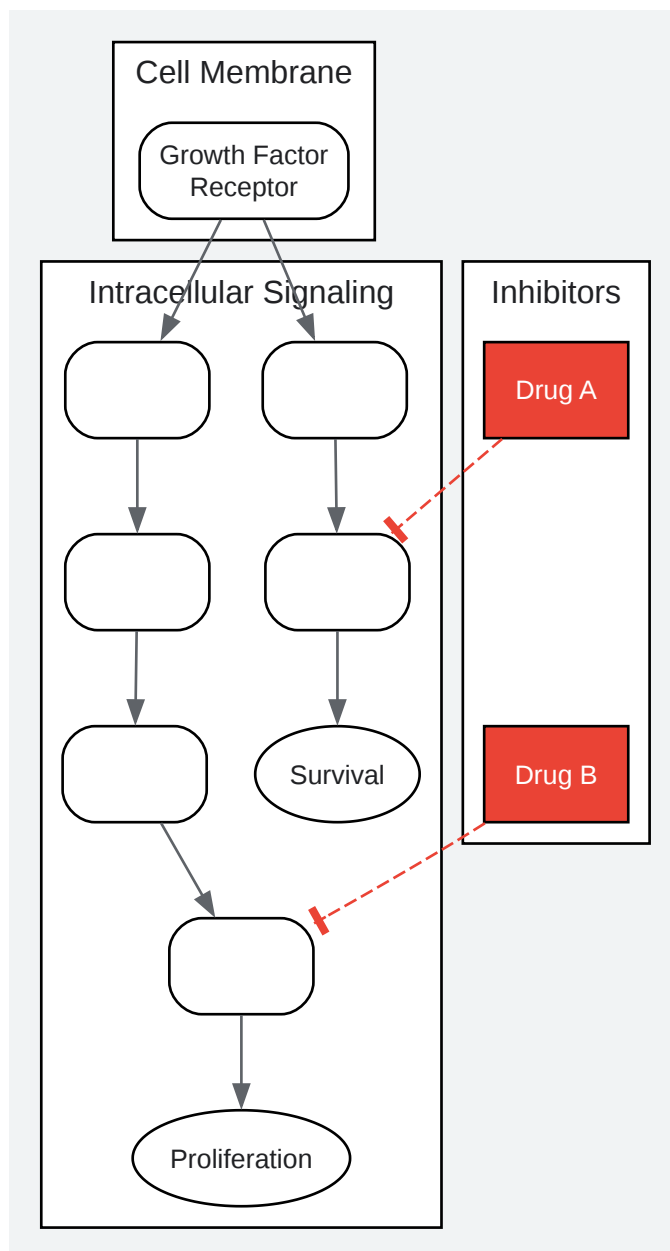 Cell Membrane
Growth Factor
Receptor
Intracellular Signaling
Inhibitors
Drug A
Survival
Drug B
Proliferation